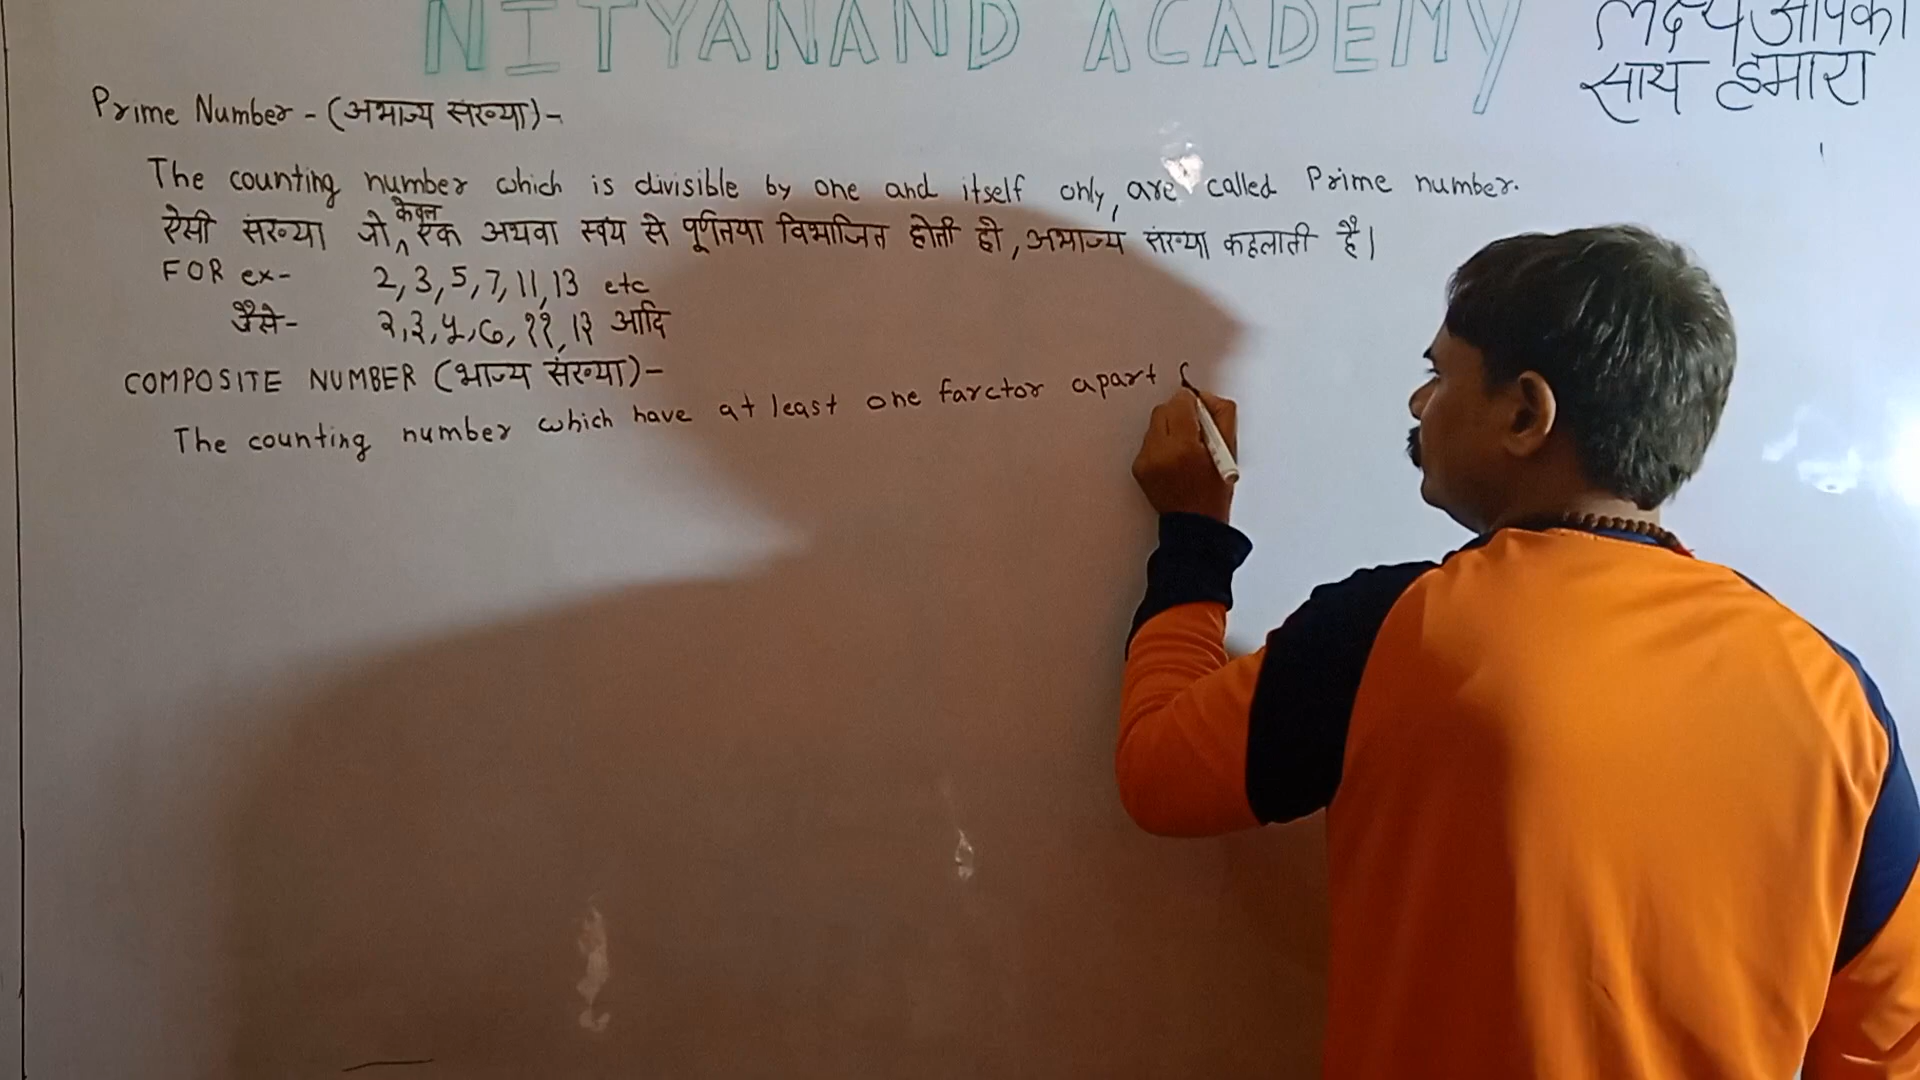 NITYANAND ACADEMY
लक्ष्य आपका
साथ हमारा
Prime Number - (अभाज्य संख्या)-
The counting number which is divisible by one and itself only, are called Prime number.
केवल
ऐसी संख्या जो ^ एक अथवा स्वयं से पूर्णतया विभाजित होती हो, अभाज्य संख्या कहलाती है।
FOR ex- 2, 3, 5, 7, 11, 13 etc
जैसे- २, ३, ५, ७, ११, १३ आदि
COMPOSITE NUMBER (भाज्य संख्या)-
The counting number which have at least one farctor apart